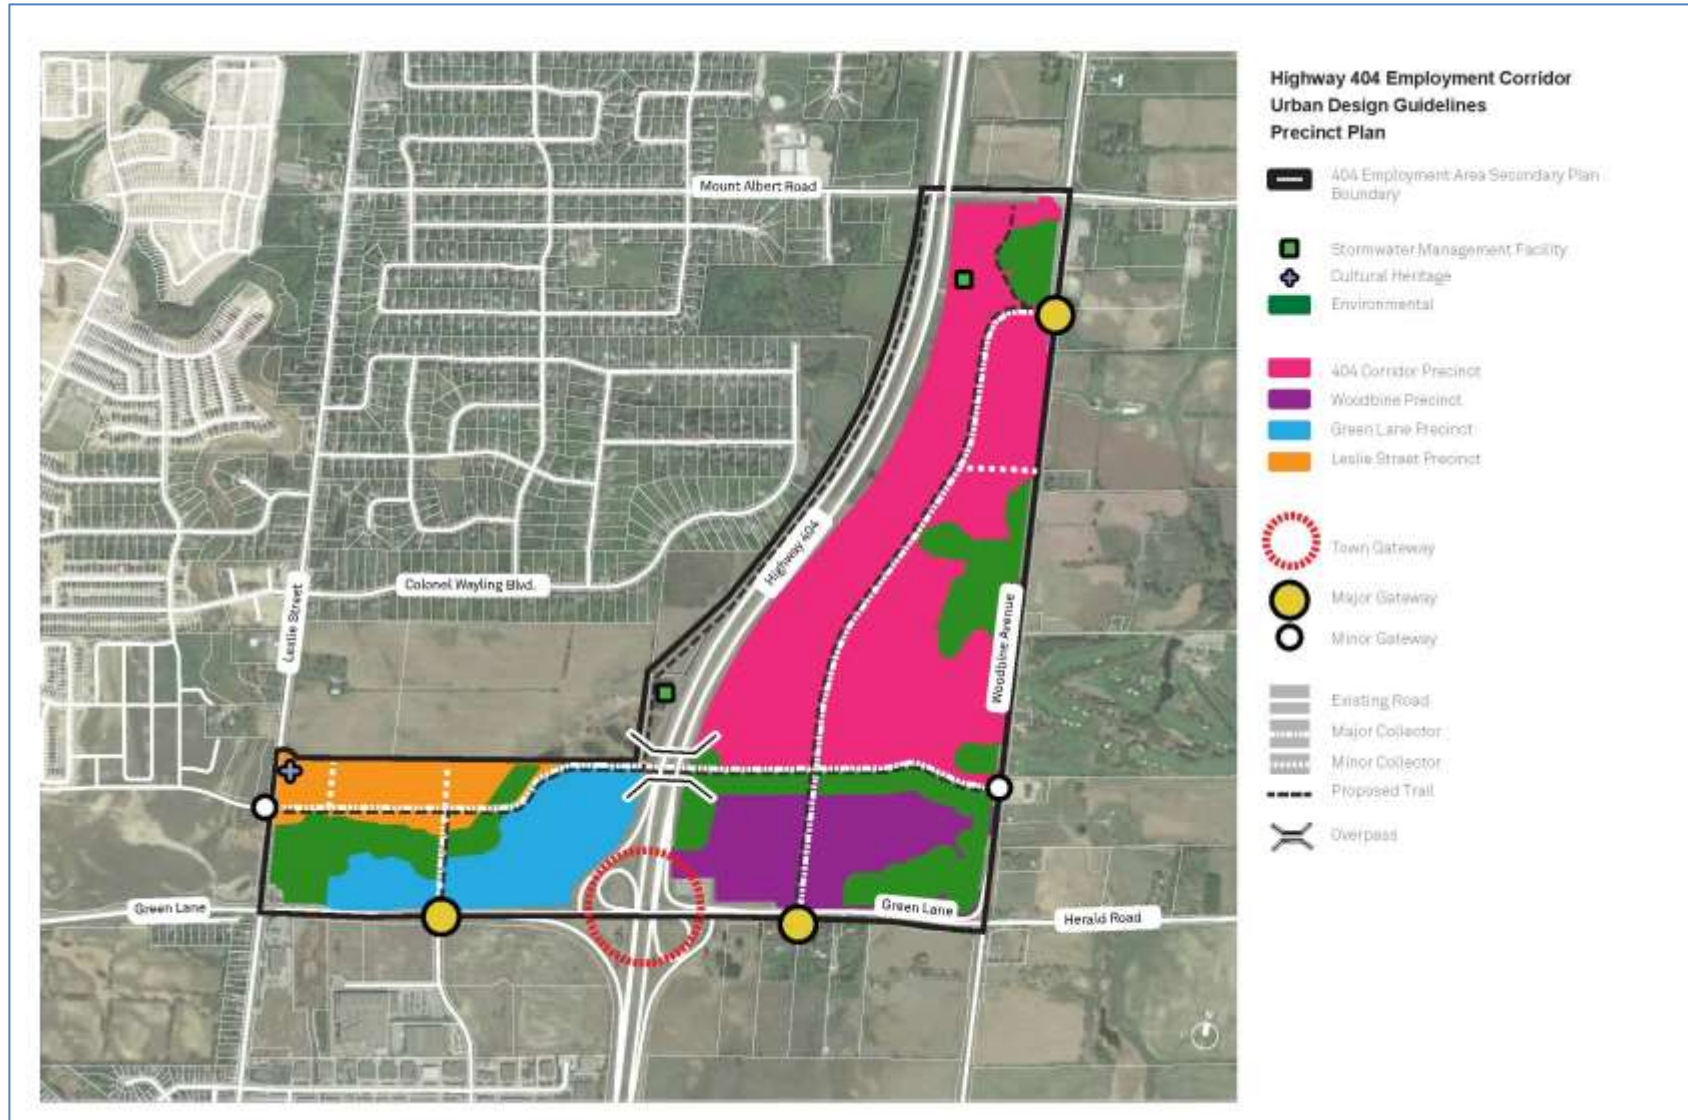 Highway 404 Employment Corridor
Urban Design Guidelines
Precinct Plan
404 Employment Area Secondary Plan
Boundary
Stormwater Management Facility
Cultural Heritage
Environmental
404 Corridor Precinct
Woodbine Precinct
Green Lane Precinct
Leslie Street Precinct
Town Gateway
Major Gateway
Minor Gateway
Existing Road
Major Collector
Minor Collector
Proposed Trail
Overpass
Mount Albert Road
Highway 404
Colonel Wayling Blvd.
Leslie Street
Woodbine Avenue
Green Lane
Green Lane
Herald Road
N